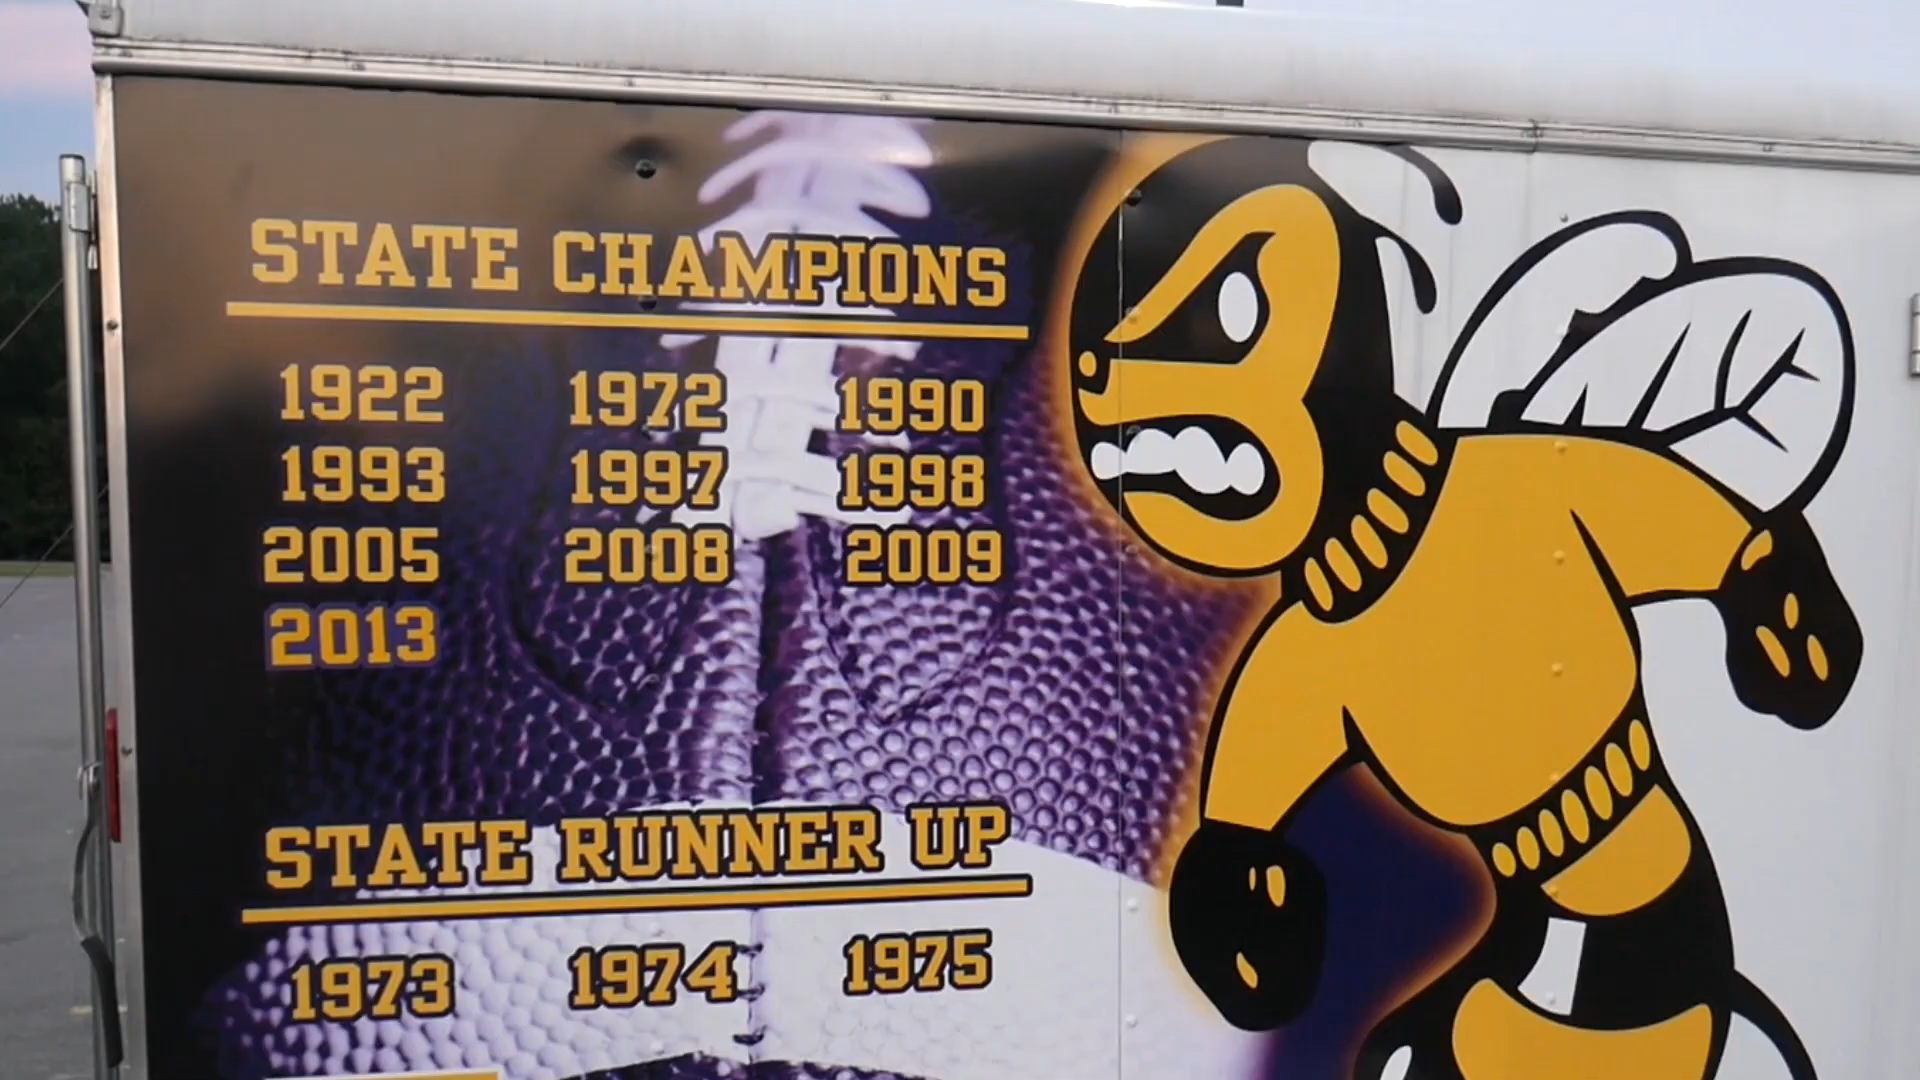 STATE CHAMPIONS
1922 1972 1990
1993 1997 1998
2005 2008 2009
2013
STATE RUNNER UP
1973 1974 1975